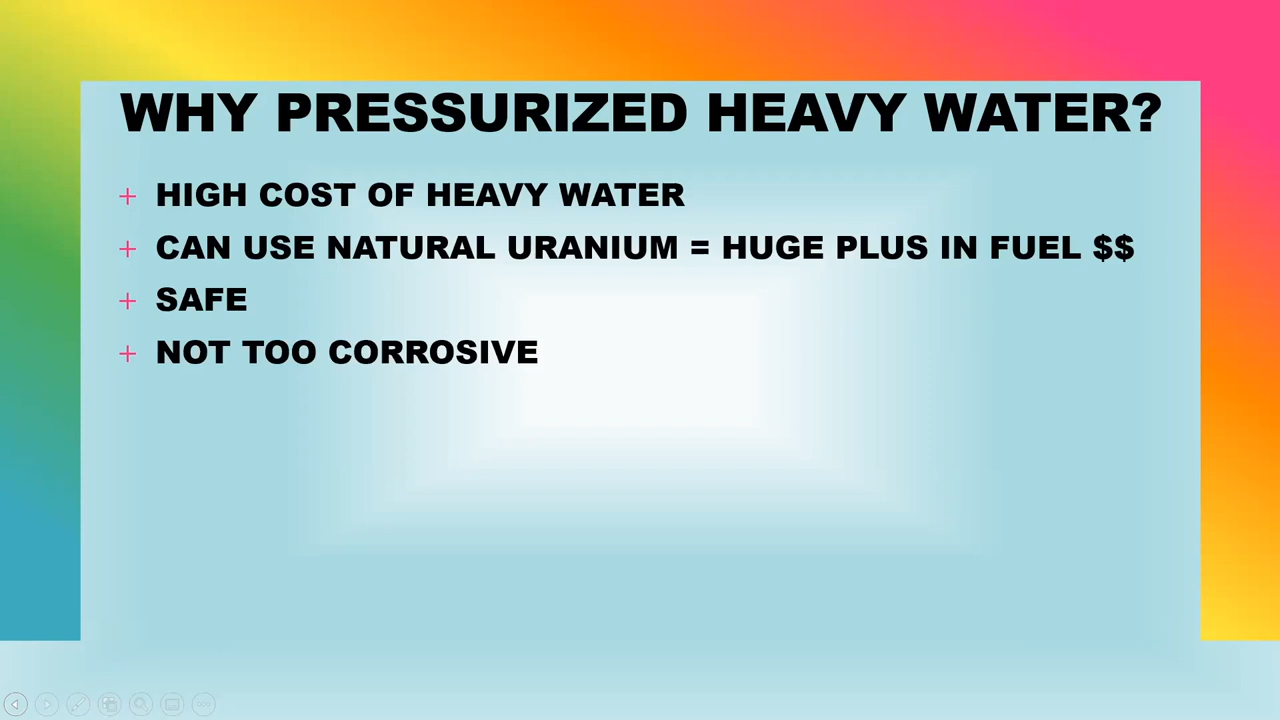 WHY PRESSURIZED HEAVY WATER?
+ HIGH COST OF HEAVY WATER
+ CAN USE NATURAL URANIUM = HUGE PLUS IN FUEL $$
+ SAFE
+ NOT TOO CORROSIVE